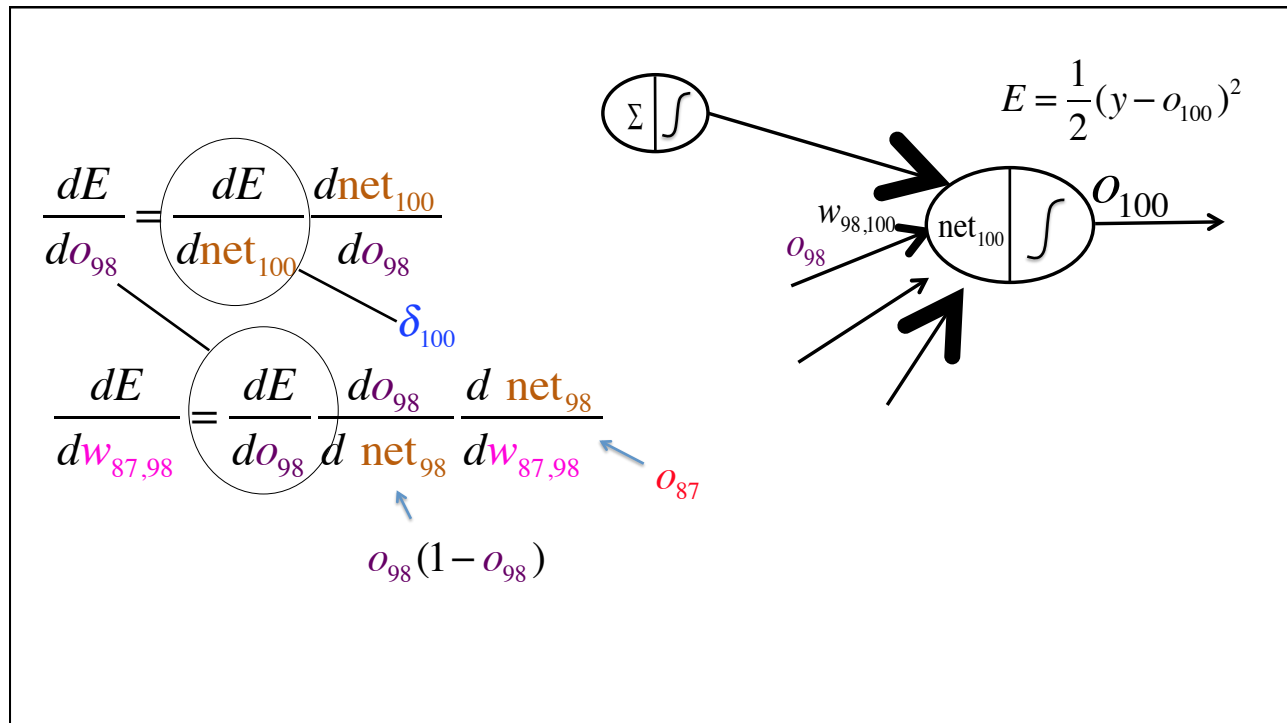 dE/do₉₈ = dE/dnet₁₀₀ dnet₁₀₀/do₉₈
δ₁₀₀
dE/dw₈₇,₉₈ = dE/do₉₈ do₉₈/d net₉₈ d net₉₈/dw₈₇,₉₈
o₈₇
o₉₈(1 − o₉₈)
Σ ∫
E = 1/2 (y − o₁₀₀)²
w₉₈,₁₀₀
o₉₈
net₁₀₀ ∫
o₁₀₀